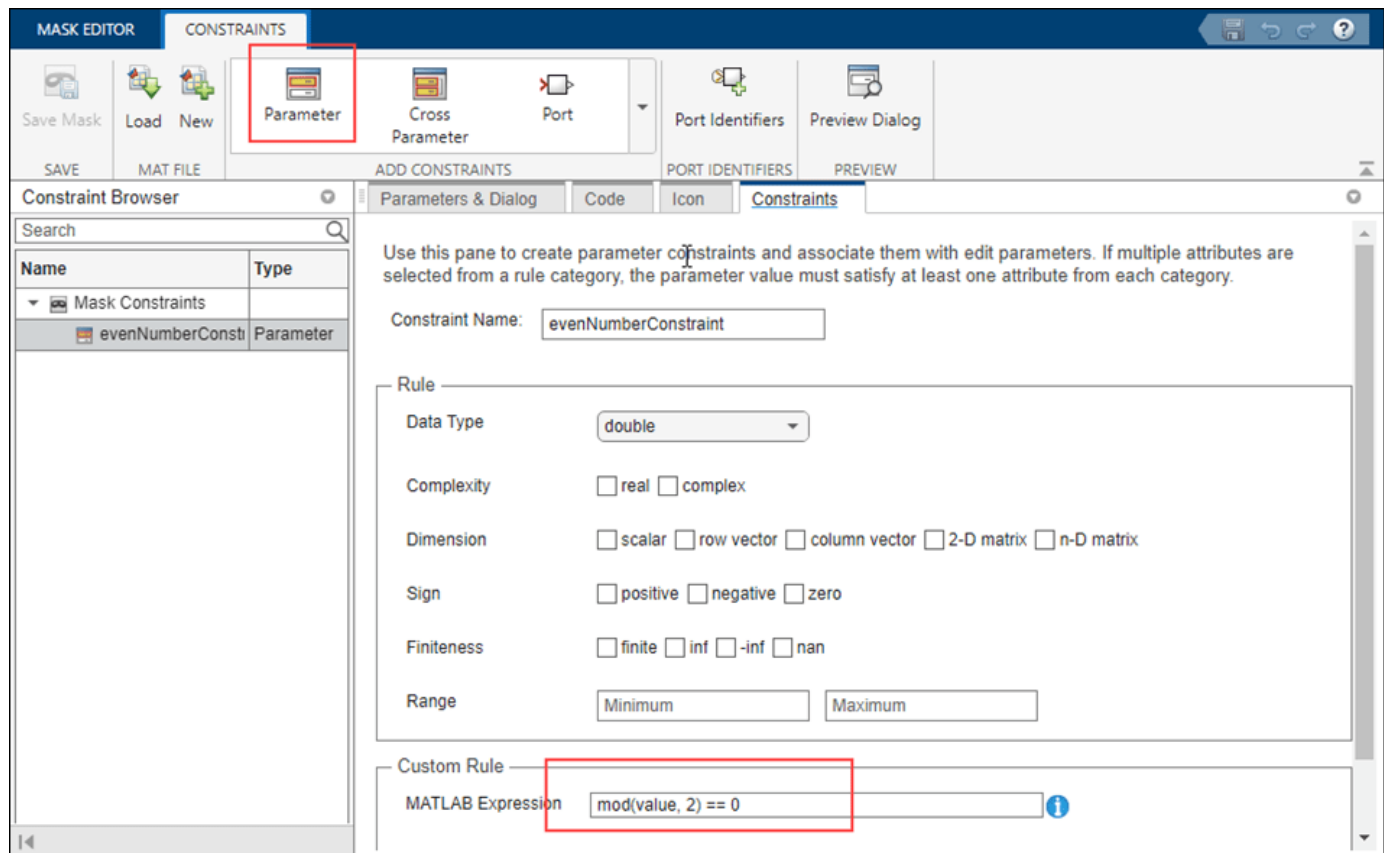 MASK EDITOR CONSTRAINTS
?
Save Mask Load New Parameter Cross Parameter Port Port Identifiers Preview Dialog
SAVE MAT FILE ADD CONSTRAINTS PORT IDENTIFIERS PREVIEW
Constraint Browser
Search
Name Type
Mask Constraints
evenNumberConsti Parameter
Parameters & Dialog Code Icon Constraints
Use this pane to create parameter constraints and associate them with edit parameters. If multiple attributes are
selected from a rule category, the parameter value must satisfy at least one attribute from each category.
Constraint Name: evenNumberConstraint
Rule
Data Type double
Complexity real complex
Dimension scalar row vector column vector 2-D matrix n-D matrix
Sign positive negative zero
Finiteness finite inf -inf nan
Range Minimum Maximum
Custom Rule
MATLAB Expression mod(value, 2) == 0